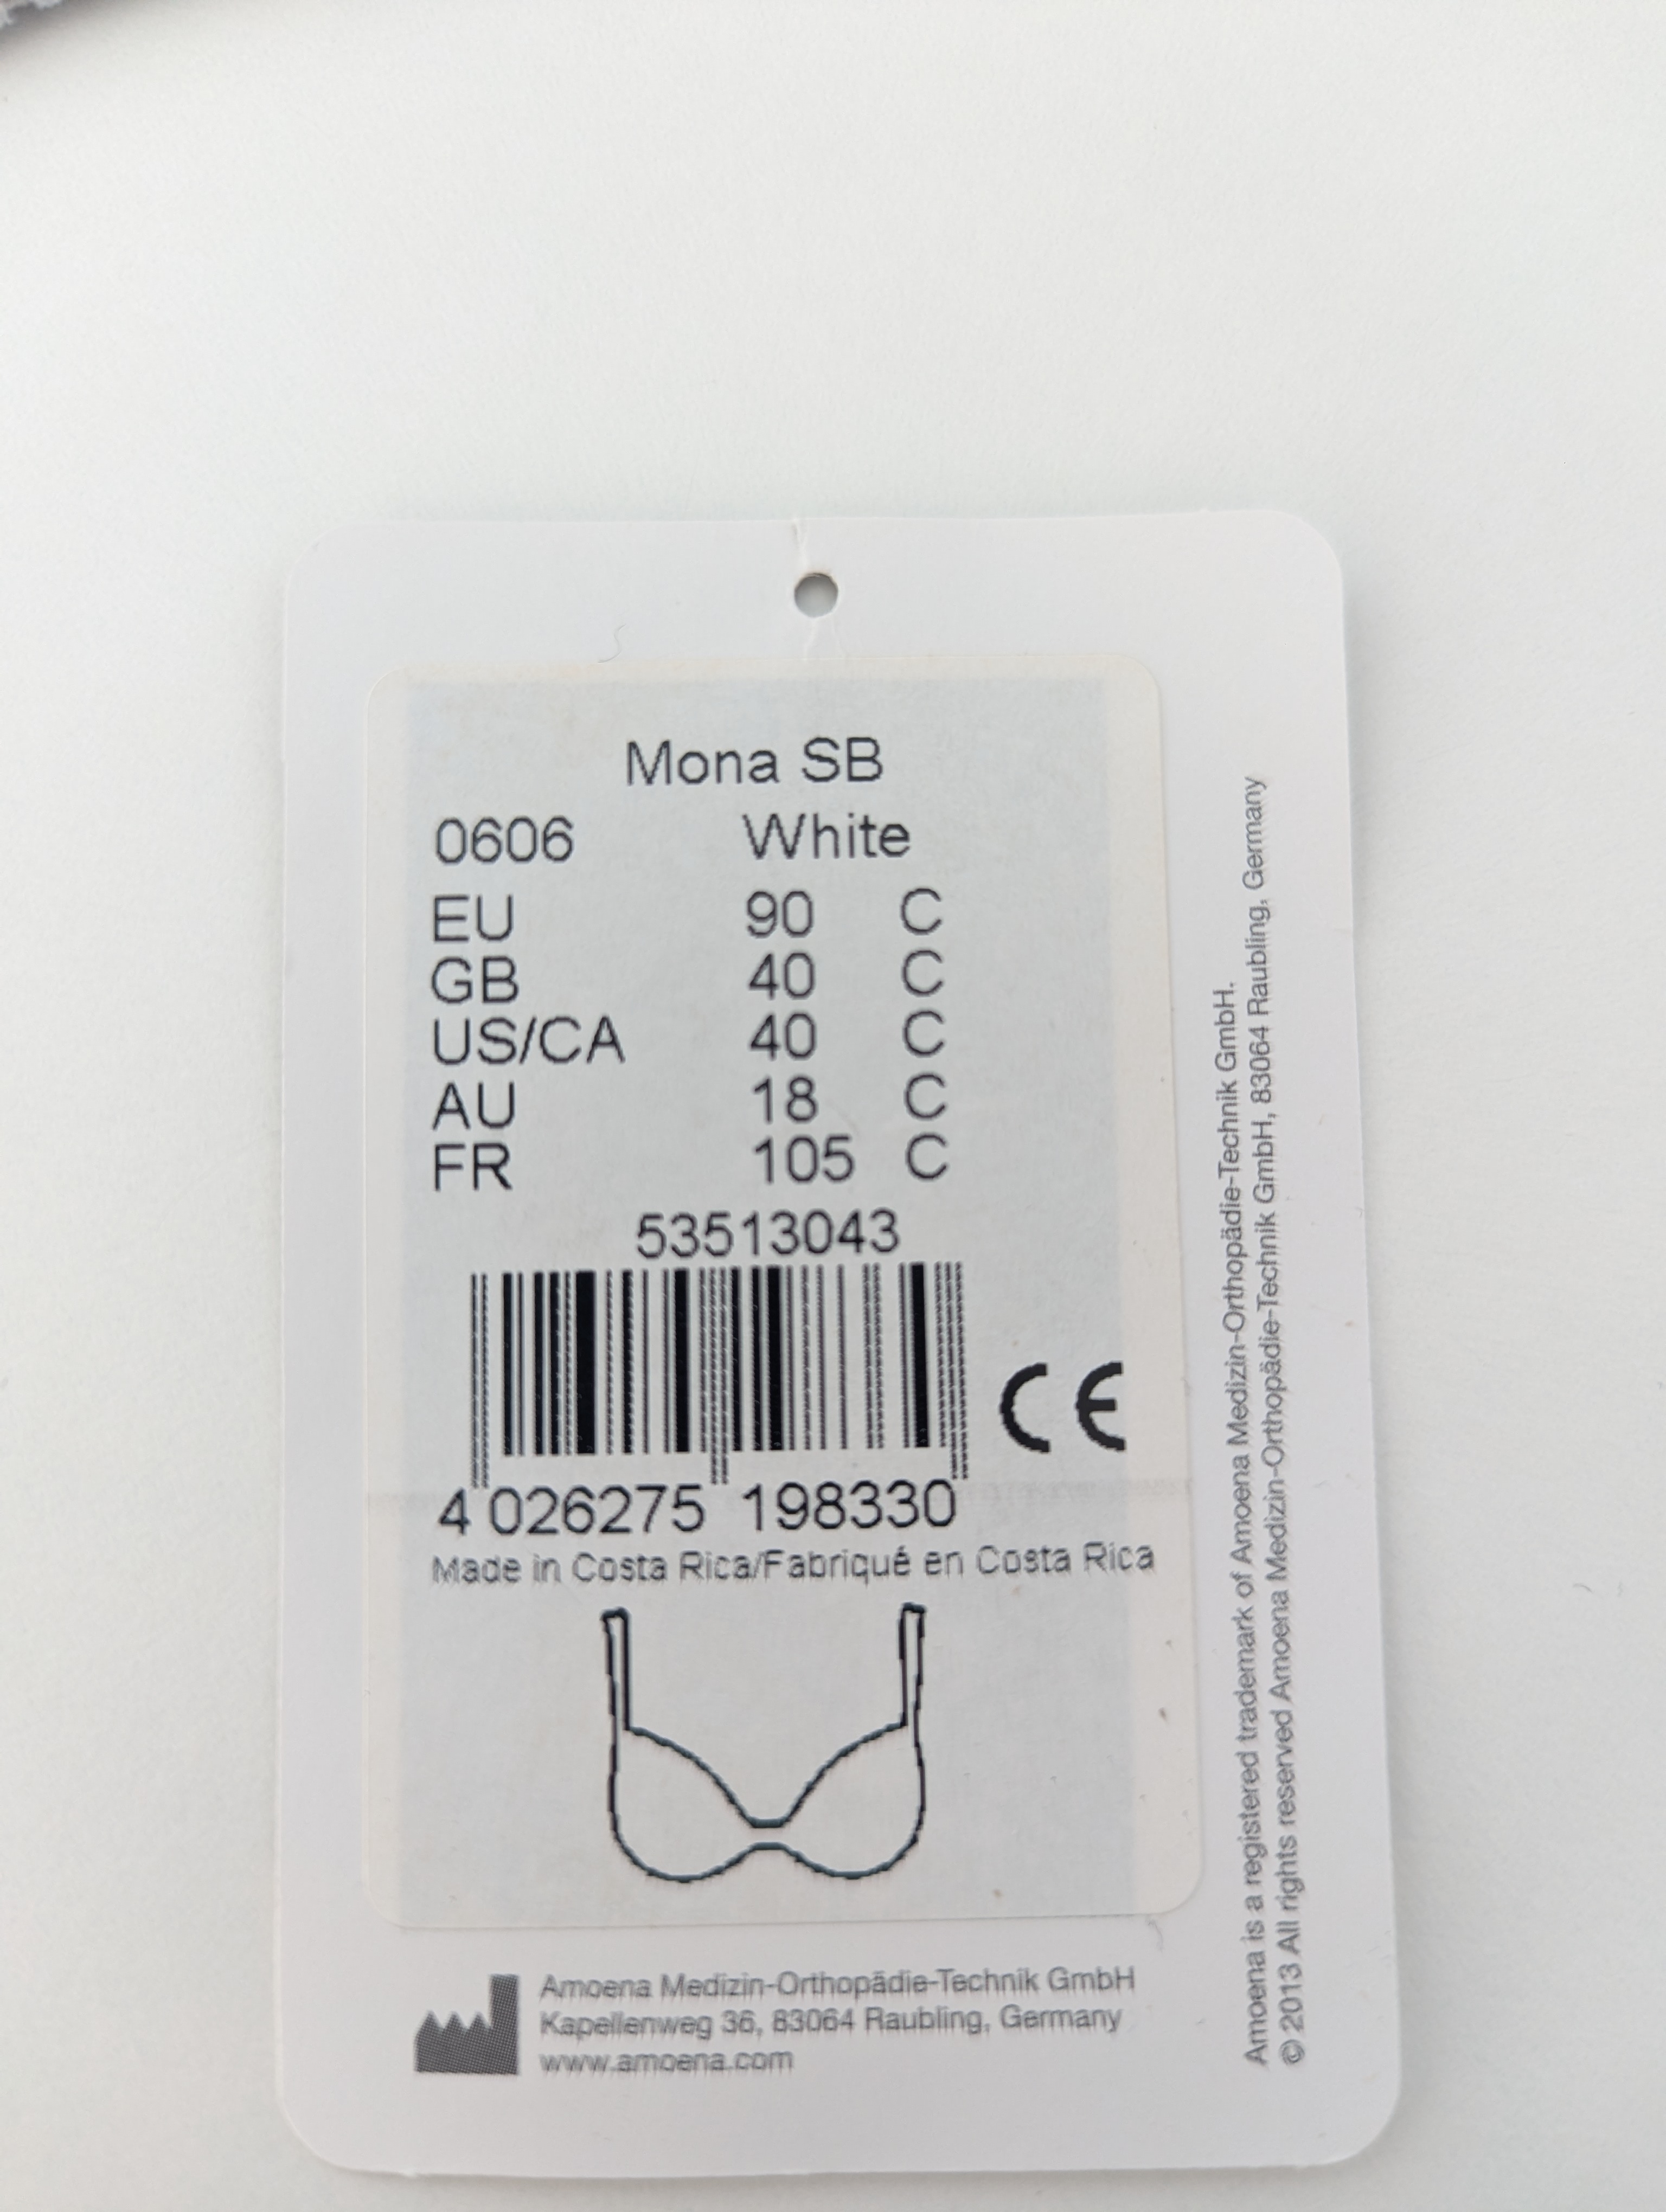 Mona SB
0606 White
EU 90 C
GB 40 C
US/CA 40 C
AU 18 C
FR 105 C
53513043
CE
4 026275 198330
Made in Costa Rica/Fabriqué en Costa Rica
Amoena Medizin-Orthopädie-Technik GmbH
Kapellenweg 36, 83064 Raubling, Germany
www.amoena.com
Amoena is a registered trademark of Amoena Medizin-Orthopädie-Technik GmbH.
© 2013 All rights reserved Amoena Medizin-Orthopädie-Technik GmbH, 83064 Raubling, Germany